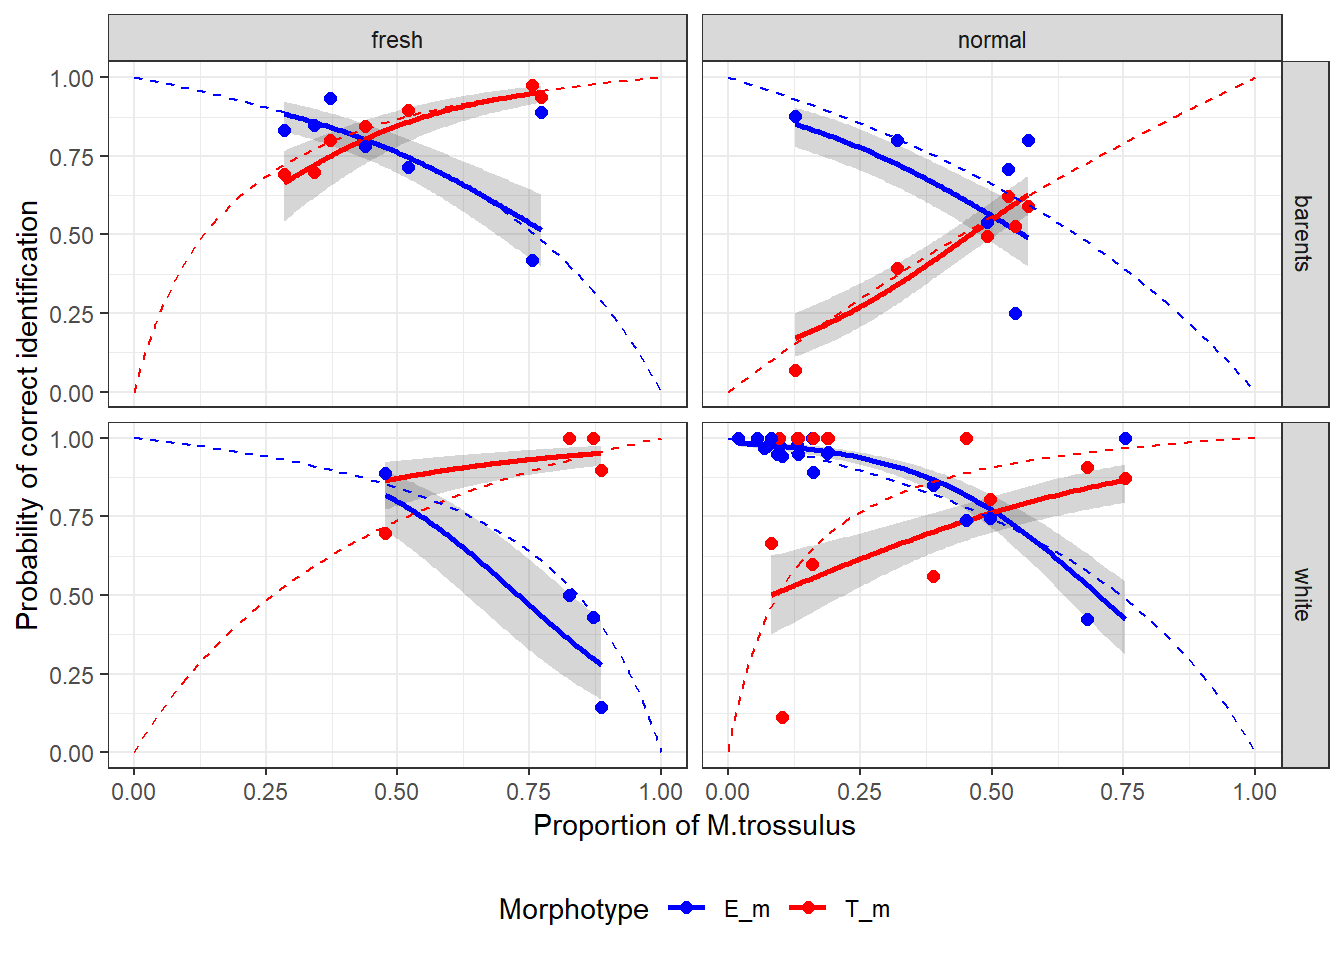 fresh
normal
1.00
0.75
0.50
0.25
0.00
barents
1.00
0.75
0.50
0.25
0.00
white
Probability of correct identification
0.00 0.25 0.50 0.75 1.00
0.00 0.25 0.50 0.75 1.00
Proportion of M.trossulus
Morphotype E_m T_m